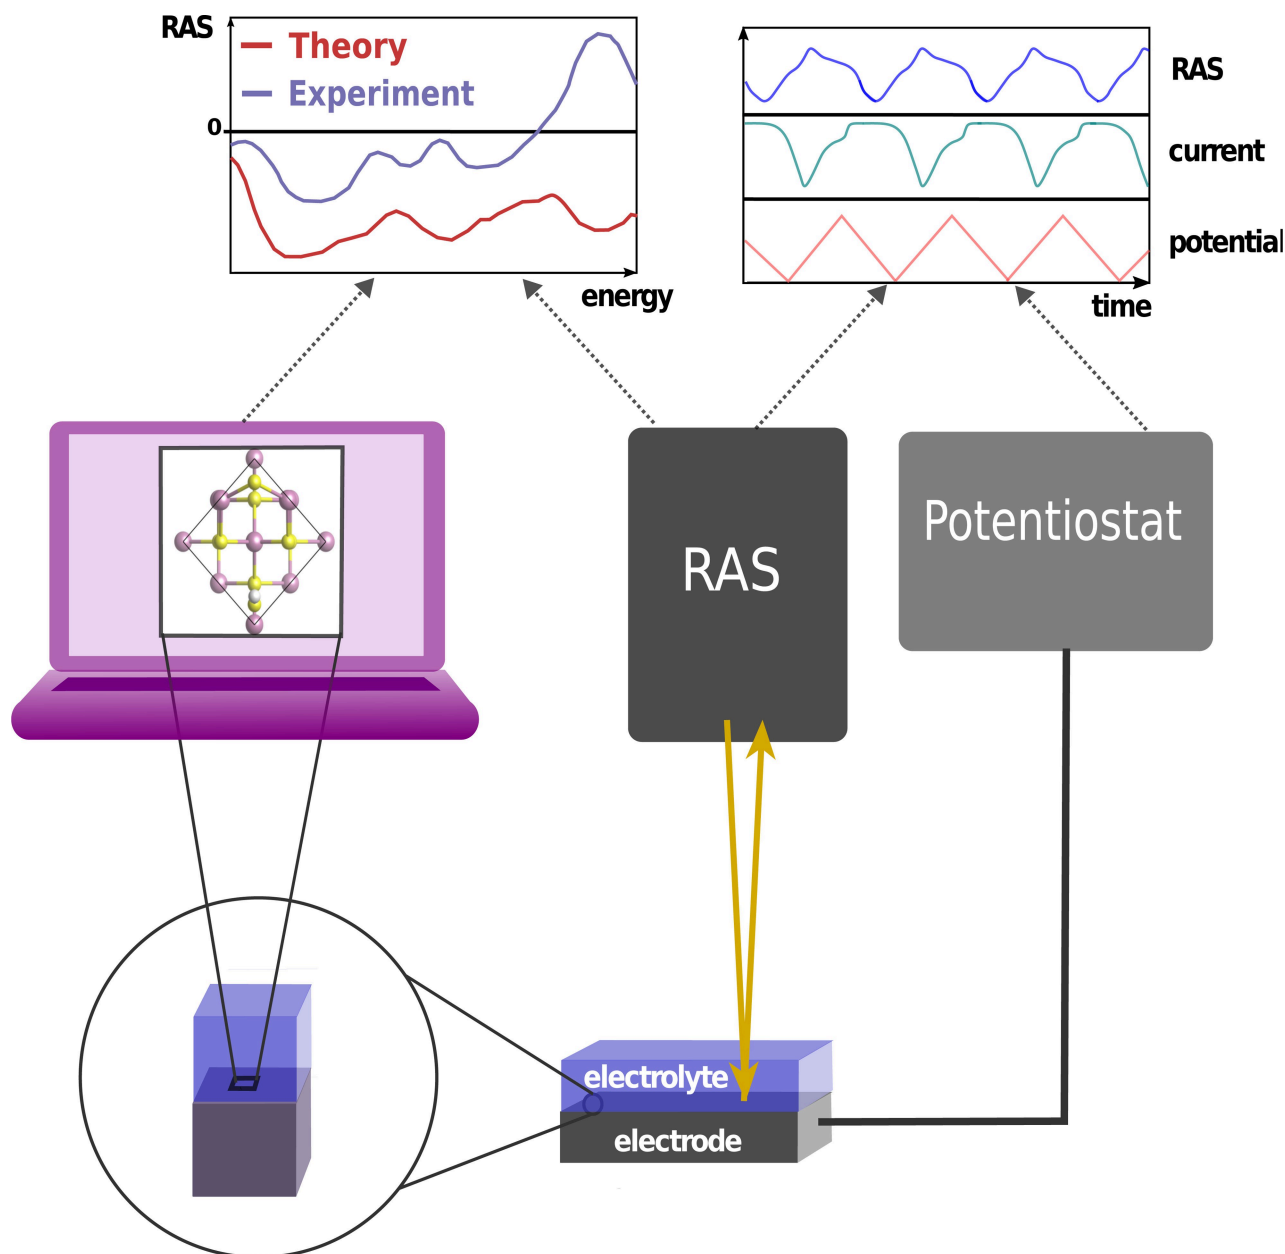 RAS
Theory
Experiment
0
energy
RAS
current
potential
time
RAS
Potentiostat
electrolyte
electrode